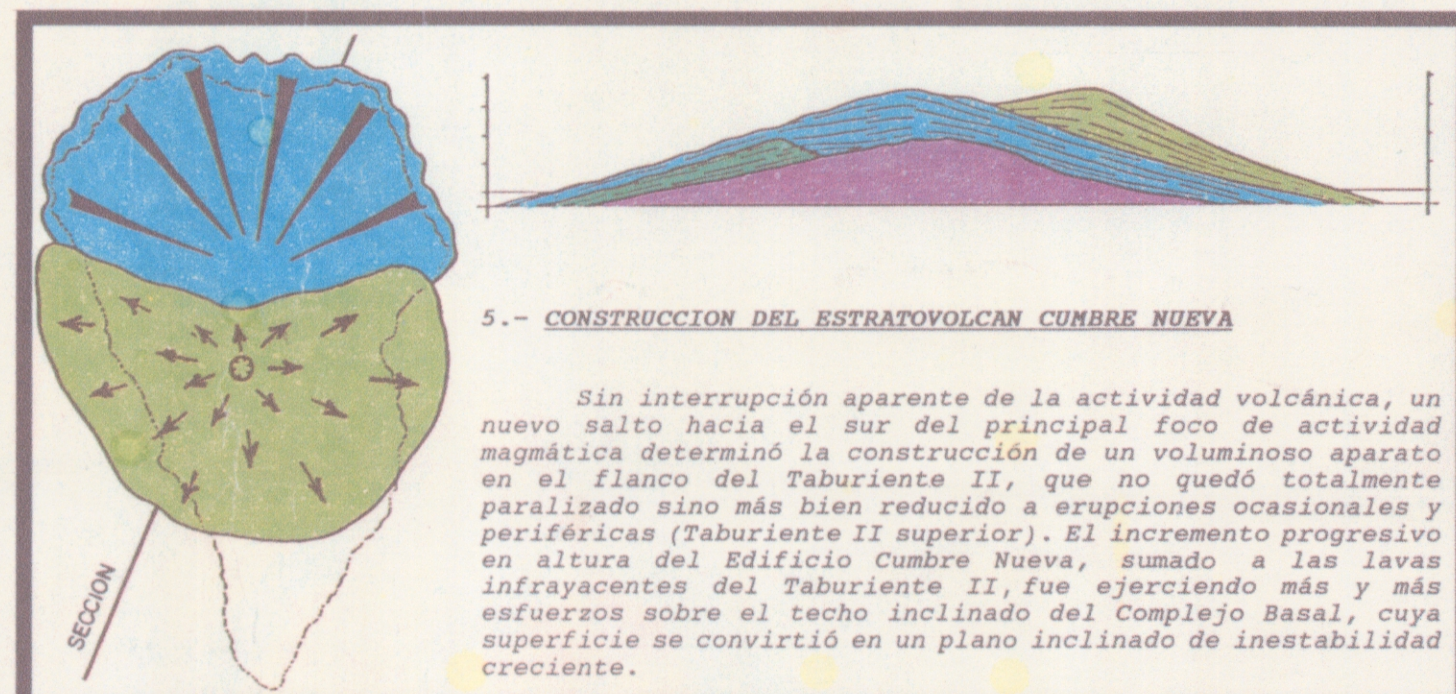 5.- CONSTRUCCION DEL ESTRATOVOLCAN CUMBRE NUEVA
Sin interrupción aparente de la actividad volcánica, un
nuevo salto hacia el sur del principal foco de actividad
magmática determinó la construcción de un voluminoso aparato
en el flanco del Taburiente II, que no quedó totalmente
paralizado sino más bien reducido a erupciones ocasionales y
periféricas (Taburiente II superior). El incremento progresivo
en altura del Edificio Cumbre Nueva, sumado a las lavas
infrayacentes del Taburiente II, fue ejerciendo más y más
esfuerzos sobre el techo inclinado del Complejo Basal, cuya
superficie se convirtió en un plano inclinado de inestabilidad
creciente.
SECCION